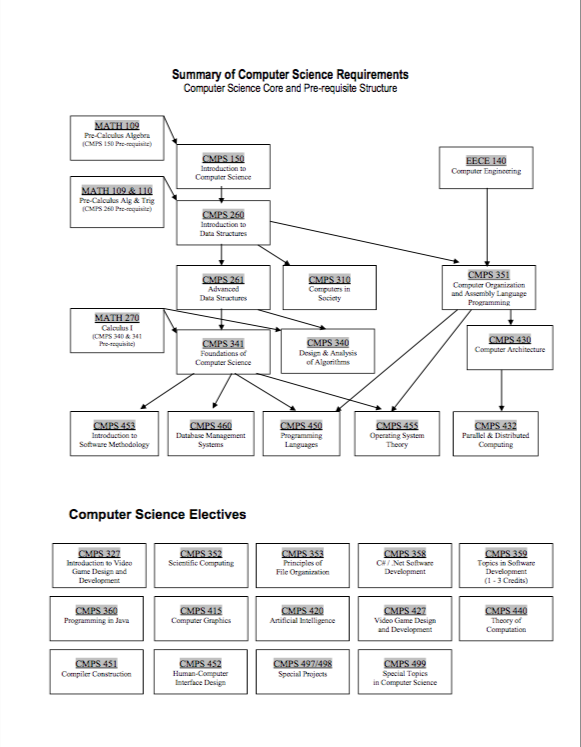 Summary of Computer Science Requirements
Computer Science Core and Pre-requisite Structure
MATH 109
Pre-Calculus Algebra
(CMPS 150 Pre-requisite)
CMPS 150
Introduction to
Computer Science
EECE 140
Computer Engineering
MATH 109 & 110
Pre-Calculus Alg & Trig
(CMPS 260 Pre-requisite)
CMPS 260
Introduction to
Data Structures
CMPS 261
Advanced
Data Structures
CMPS 310
Computers in
Society
CMPS 351
Computer Organization
and Assembly Language
Programming
MATH 270
Calculus I
(CMPS 340 & 341
Pre-requisite)
CMPS 341
Foundations of
Computer Science
CMPS 340
Design & Analysis
of Algorithms
CMPS 430
Computer Architecture
CMPS 453
Introduction to
Software Methodology
CMPS 460
Database Management
Systems
CMPS 450
Programming
Languages
CMPS 455
Operating System
Theory
CMPS 432
Parallel & Distributed
Computing
Computer Science Electives
CMPS 327
Introduction to Video
Game Design and
Development
CMPS 352
Scientific Computing
CMPS 353
Principles of
File Organization
CMPS 358
C# / .Net Software
Development
CMPS 359
Topics in Software
Development
(1 - 3 Credits)
CMPS 360
Programming in Java
CMPS 415
Computer Graphics
CMPS 420
Artificial Intelligence
CMPS 427
Video Game Design
and Development
CMPS 440
Theory of
Computation
CMPS 451
Compiler Construction
CMPS 452
Human-Computer
Interface Design
CMPS 497/498
Special Projects
CMPS 499
Special Topics
in Computer Science